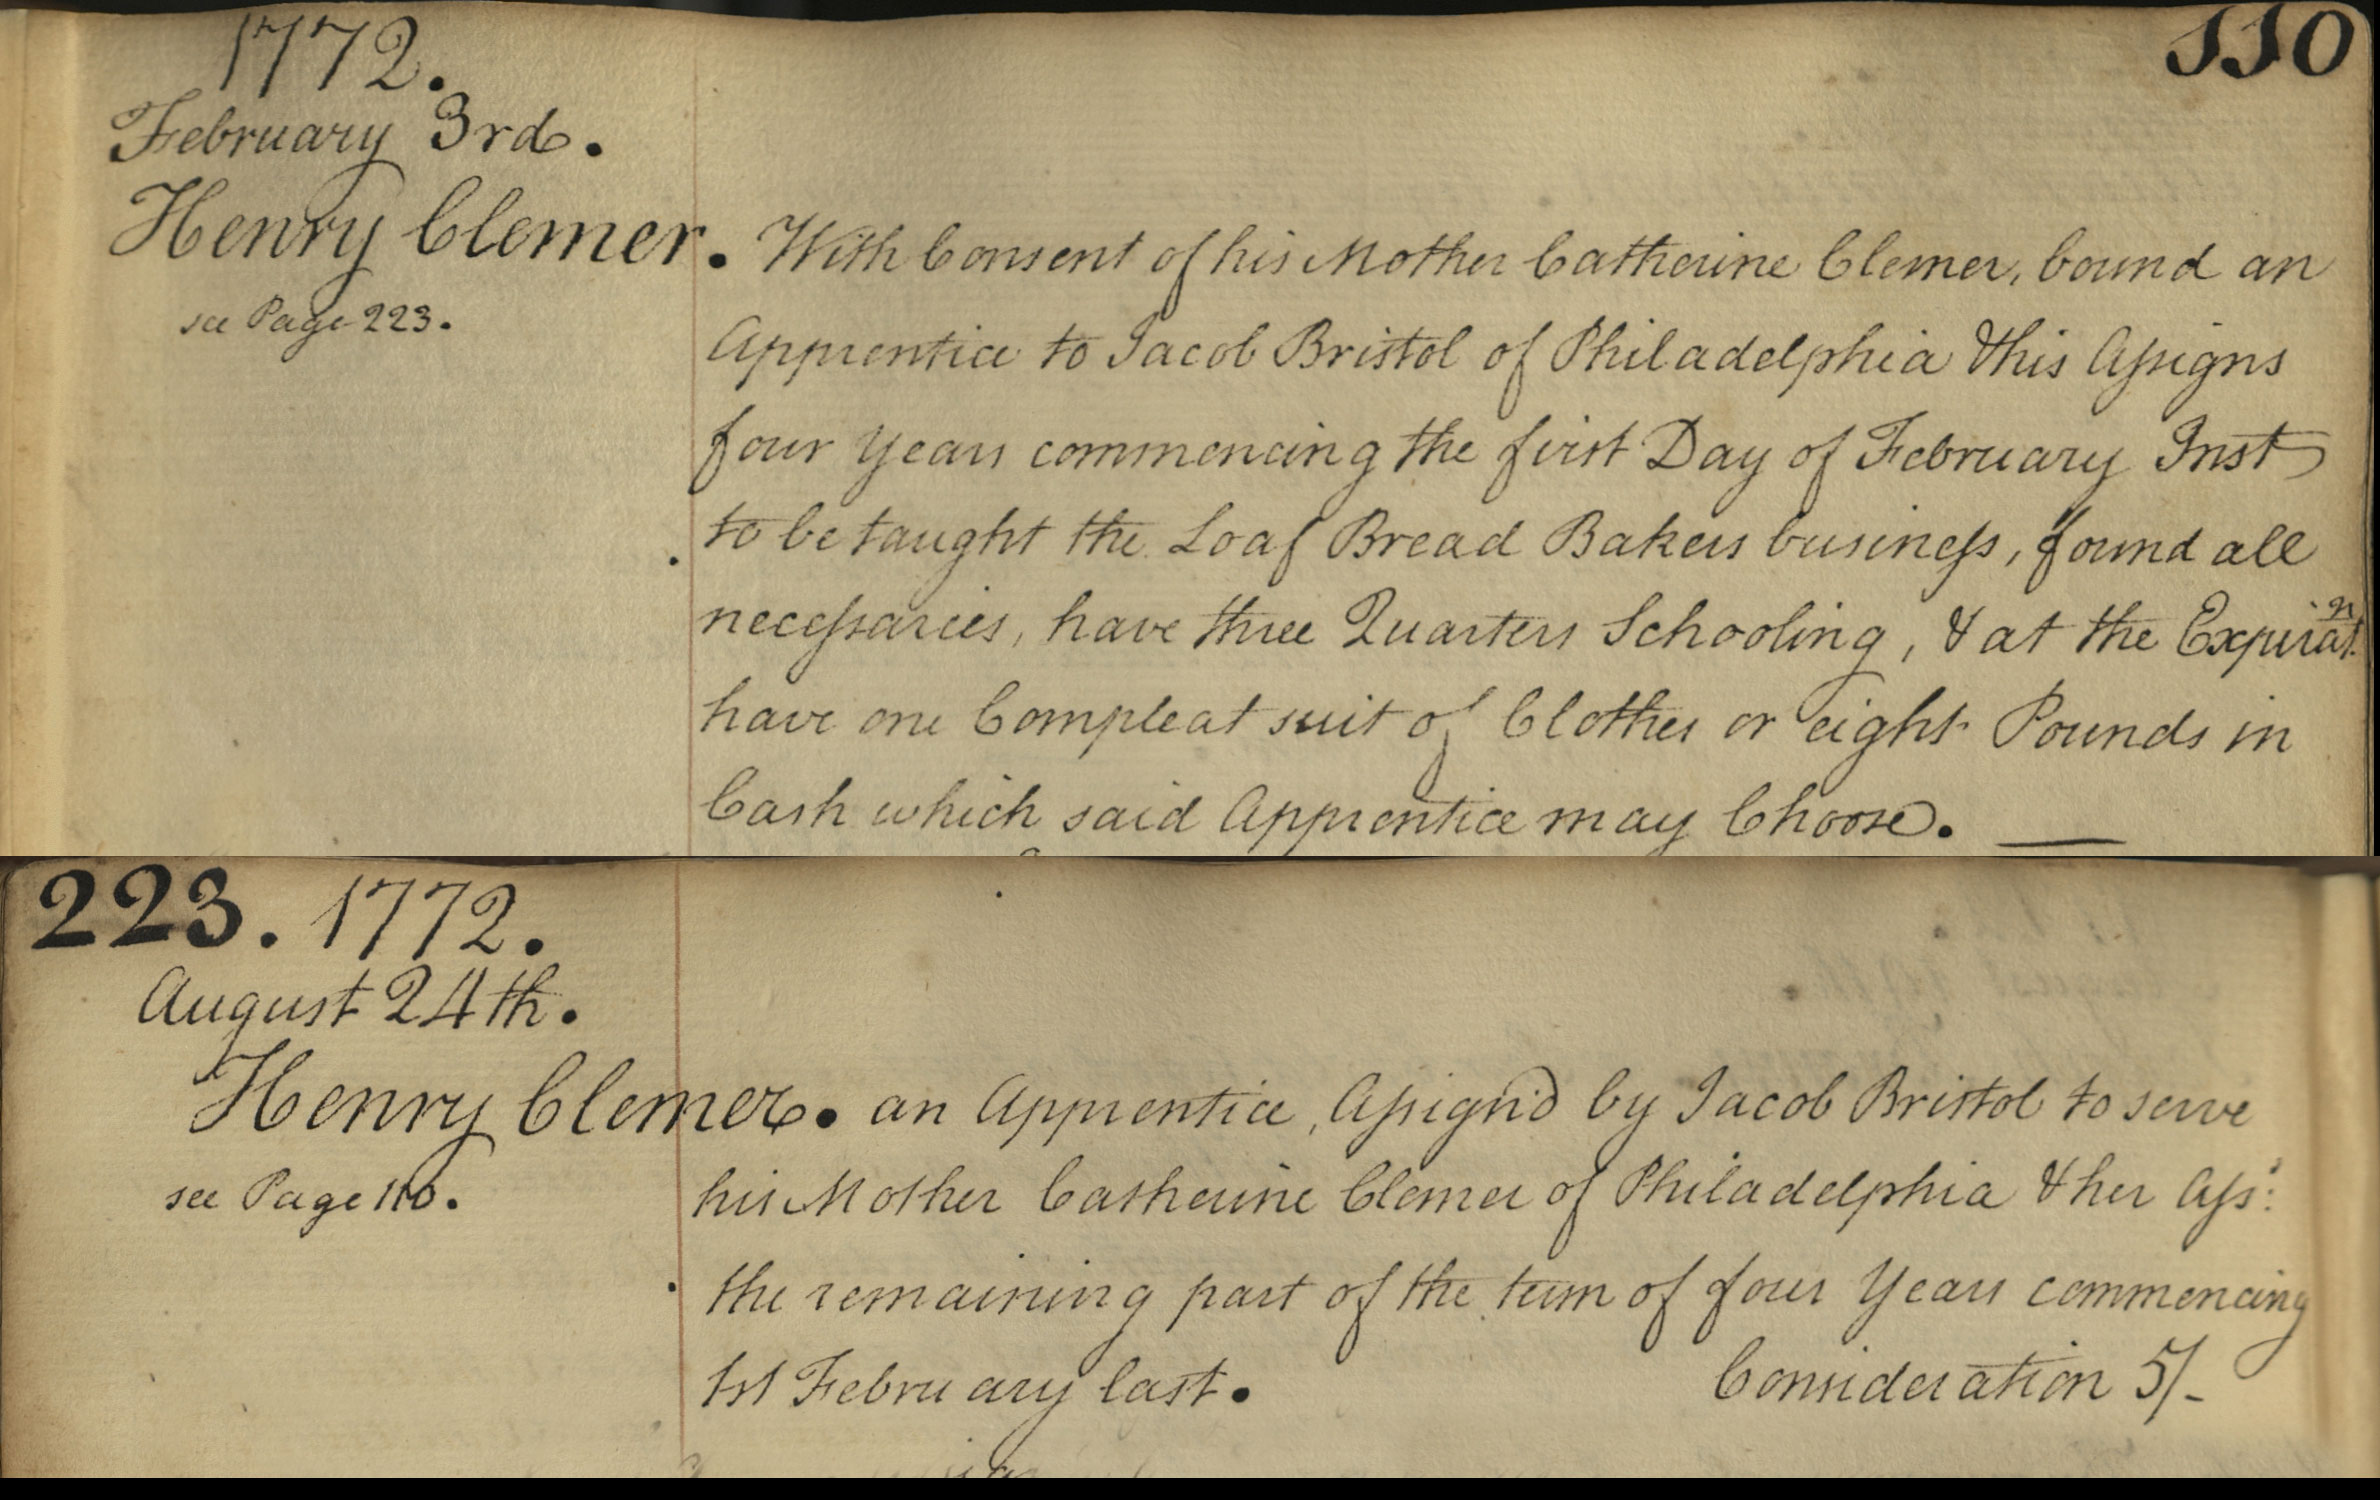 1772.
110
February 3rd.
Henry Clemer. With Consent of his Mother Catherine Clemer, bound an
see Page 223.
Apprentice to Jacob Bristol of Philadelphia & his Assigns
four Years commencing the first Day of February Inst
to be taught the Loaf Bread Bakers business, found all
necessaries, have three Quarters Schooling, & at the Expirat.n
have one Compleat suit of Clothes or eight Pounds in
Cash which said Apprentice may Choose.
223. 1772.
August 24th.
Henry Clemer. an Apprentice, Assign'd by Jacob Bristol to serve
see Page 110.
his Mother Catherine Clemer of Philadelphia & her Ass:
the remaining part of the term of four Years commencing
1st February last. Consideration 5/-